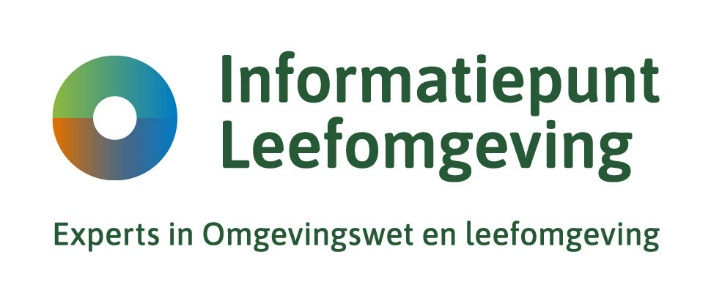 Informatiepunt
Leefomgeving
Experts in Omgevingswet en leefomgeving